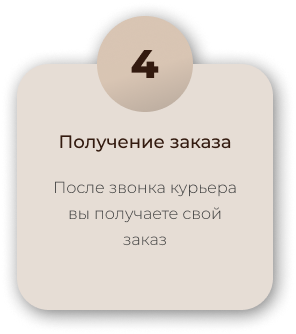 4
Получение заказа
После звонка курьера
вы получаете свой
заказ